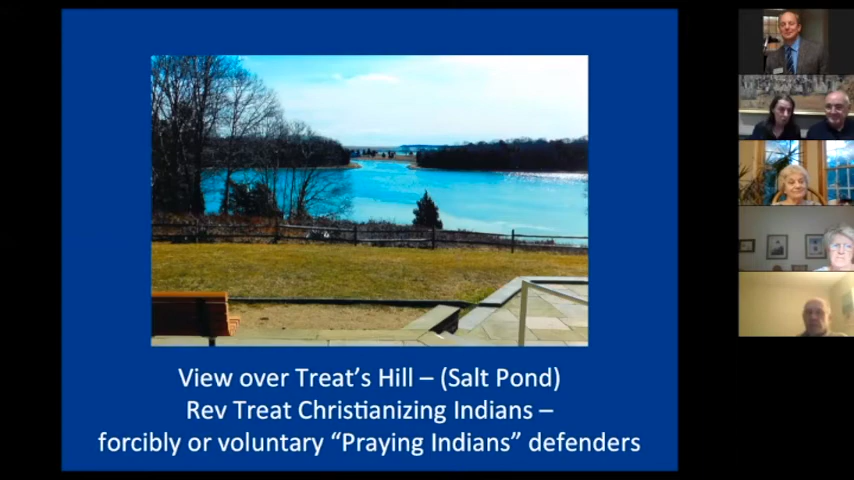 View over Treat's Hill – (Salt Pond)
Rev Treat Christianizing Indians –
forcibly or voluntary “Praying Indians” defenders